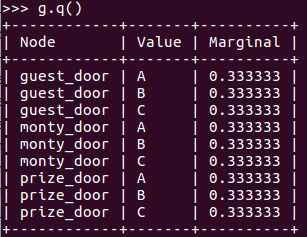 >>> g.q()
+------------+-------+----------+
| Node       | Value | Marginal |
+------------+-------+----------+
| guest_door | A     | 0.333333 |
| guest_door | B     | 0.333333 |
| guest_door | C     | 0.333333 |
| monty_door | A     | 0.333333 |
| monty_door | B     | 0.333333 |
| monty_door | C     | 0.333333 |
| prize_door | A     | 0.333333 |
| prize_door | B     | 0.333333 |
| prize_door | C     | 0.333333 |
+------------+-------+----------+